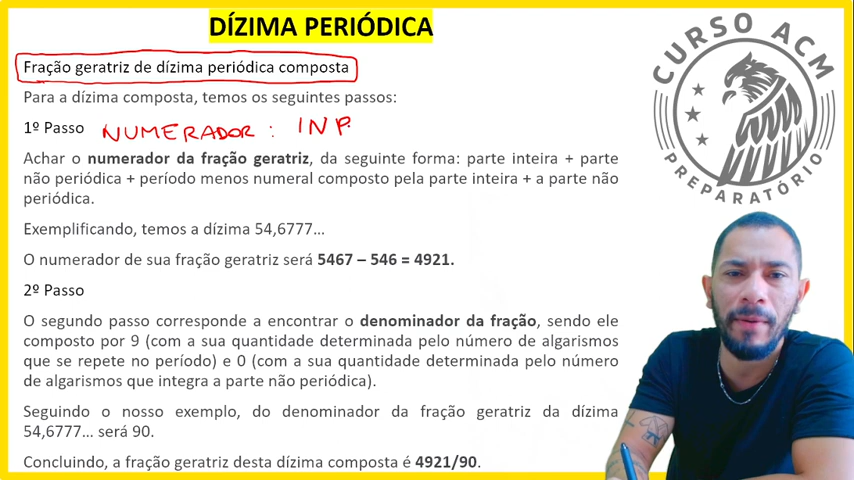 DÍZIMA PERIÓDICA
CURSO ACM
PREPARATÓRIO
Fração geratriz de dízima periódica composta
Para a dízima composta, temos os seguintes passos:
1º Passo NUMERADOR: INP.
Achar o numerador da fração geratriz, da seguinte forma: parte inteira + parte
não periódica + período menos numeral composto pela parte inteira + a parte não
periódica.
Exemplificando, temos a dízima 54,6777...
O numerador de sua fração geratriz será 5467 – 546 = 4921.
2º Passo
O segundo passo corresponde a encontrar o denominador da fração, sendo ele
composto por 9 (com a sua quantidade determinada pelo número de algarismos
que se repete no período) e 0 (com a sua quantidade determinada pelo número
de algarismos que integra a parte não periódica).
Seguindo o nosso exemplo, do denominador da fração geratriz da dízima
54,6777... será 90.
Concluindo, a fração geratriz desta dízima composta é 4921/90.